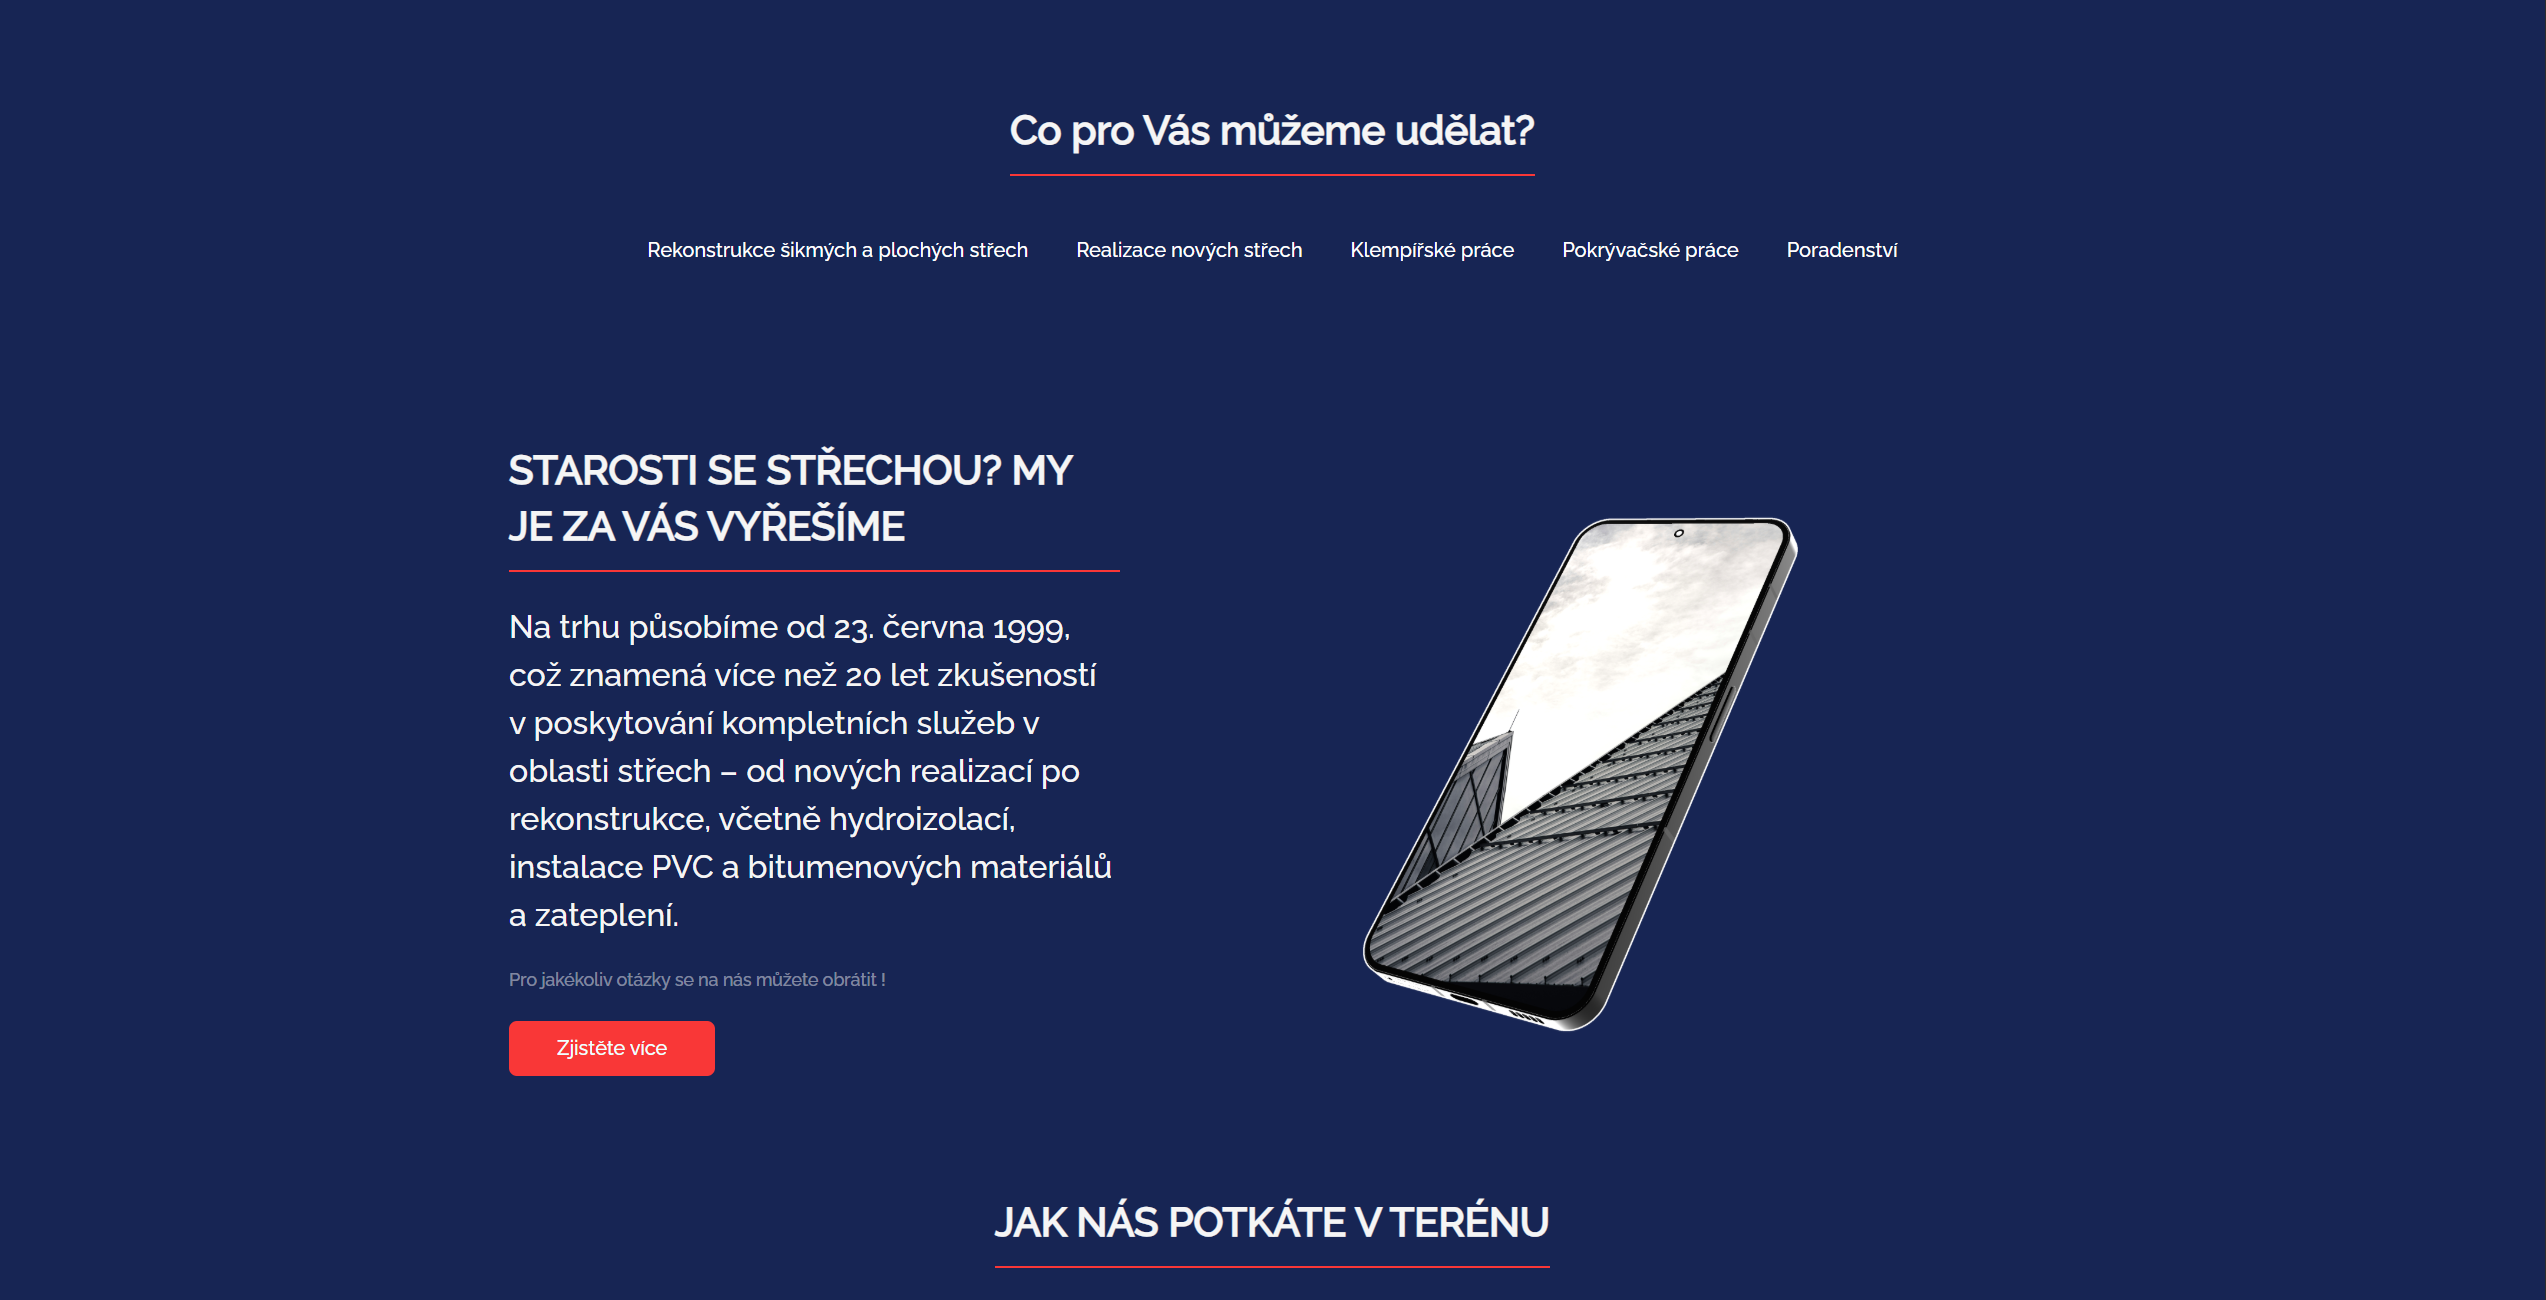 Co pro Vás můžeme udělat?
Rekonstrukce šikmých a plochých střech Realizace nových střech Klempířské práce Pokrývačské práce Poradenství
STAROSTI SE STŘECHOU? MY
JE ZA VÁS VYŘEŠÍME
Na trhu působíme od 23. června 1999,
což znamená více než 20 let zkušeností
v poskytování kompletních služeb v
oblasti střech – od nových realizací po
rekonstrukce, včetně hydroizolací,
instalace PVC a bitumenových materiálů
a zateplení.
Pro jakékoliv otázky se na nás můžete obrátit !
Zjistěte více
JAK NÁS POTKÁTE V TERÉNU